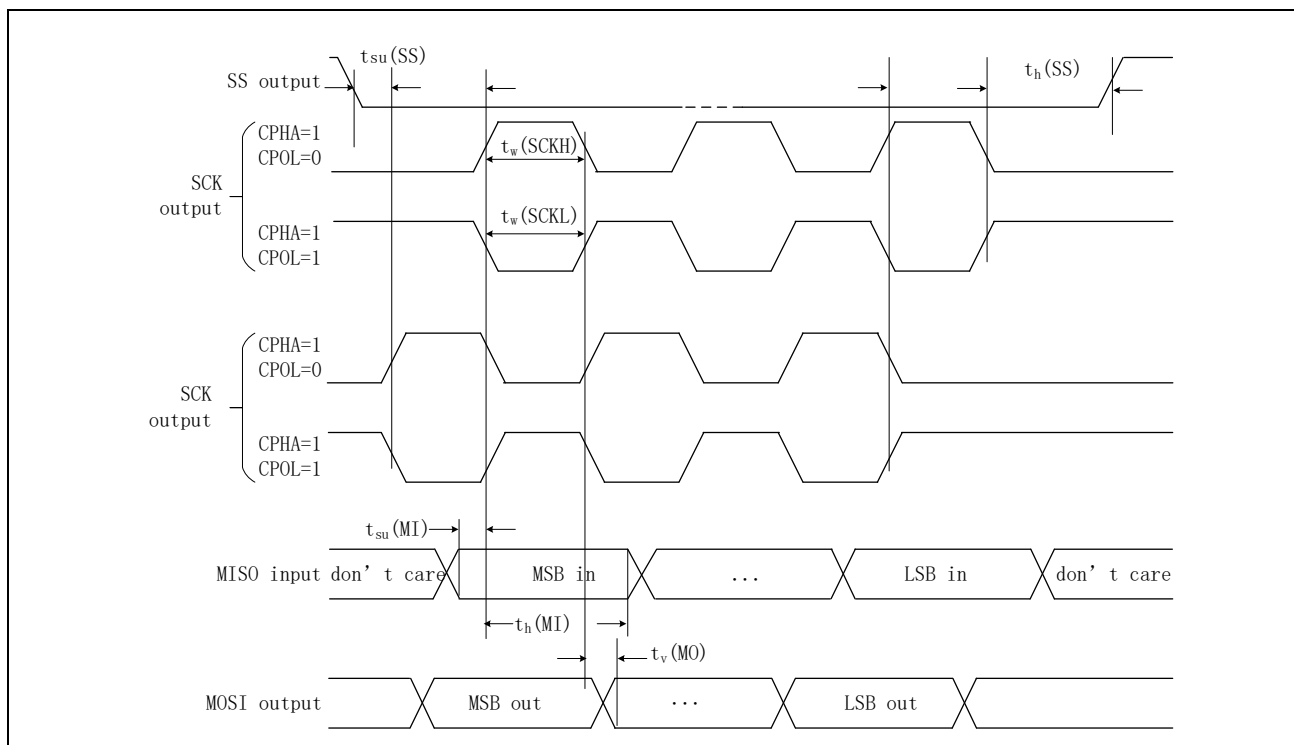 tsu(SS)
SS output
th(SS)
CPHA=1
CPOL=0
tw(SCKH)
SCK
output
tw(SCKL)
CPHA=1
CPOL=1
CPHA=1
CPOL=0
SCK
output
CPHA=1
CPOL=1
tsu(MI)
MISO input don’t care MSB in ... LSB in don’t care
th(MI)
tv(MO)
MOSI output MSB out ... LSB out